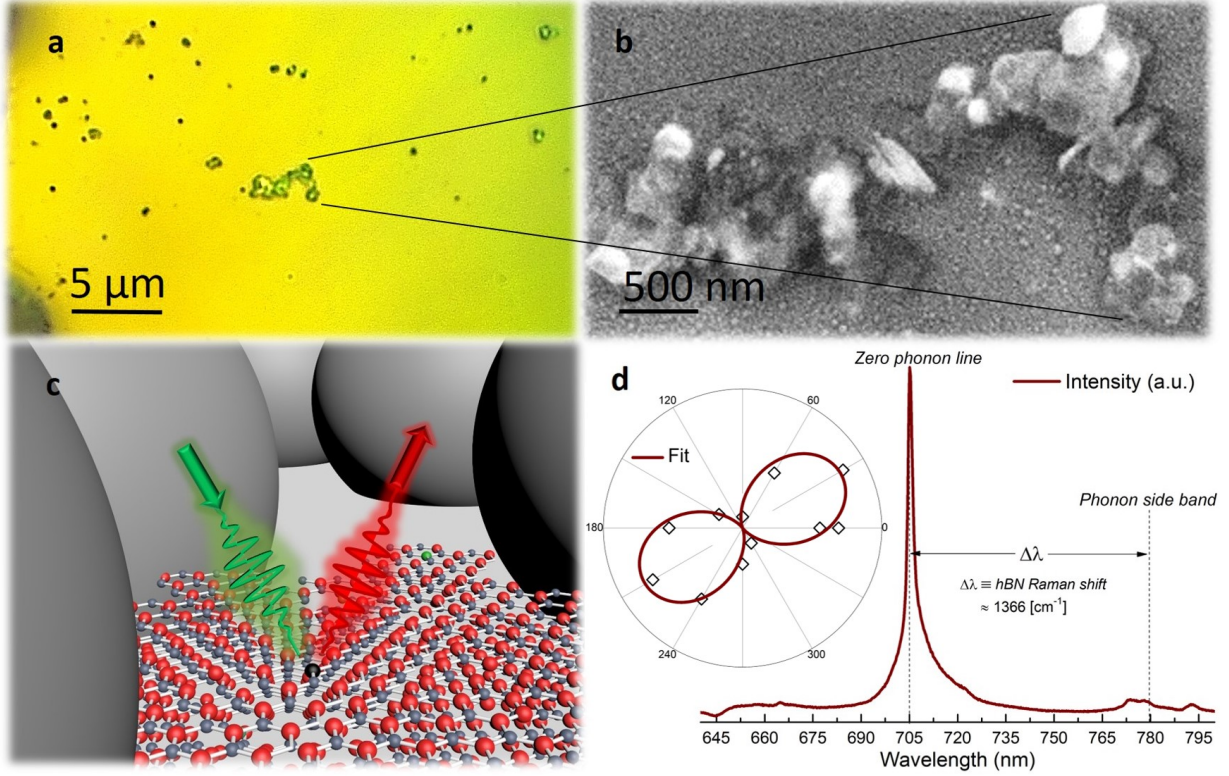 a
5 μm
b
500 nm
c
d
Zero phonon line
Intensity (a.u.)
120
60
Fit
180
0
240
300
Phonon side band
Δλ
Δλ ≡ hBN Raman shift
≈ 1366 [cm⁻¹]
645 660 675 690 705 720 735 750 765 780 795
Wavelength (nm)